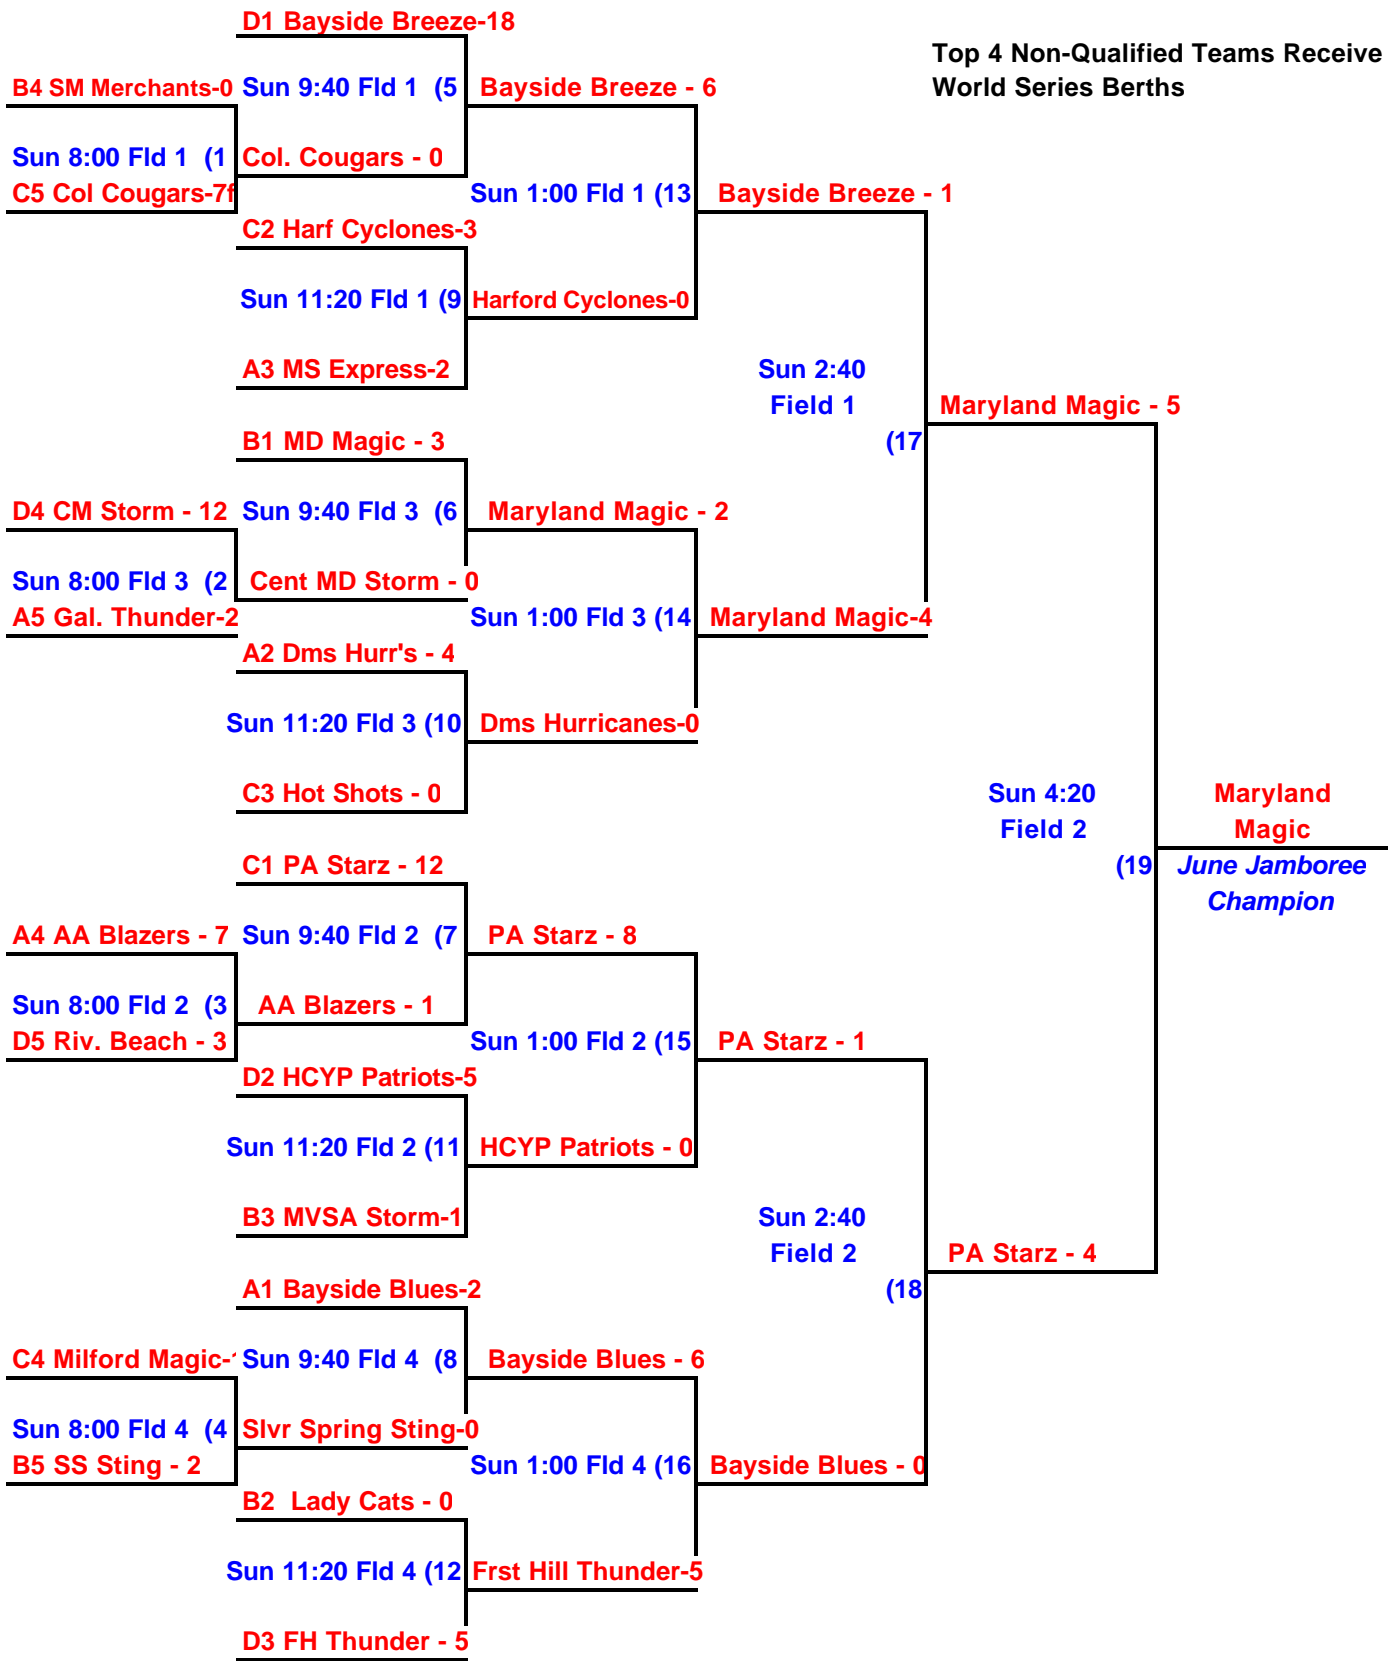 D1 Bayside Breeze-18
Top 4 Non-Qualified Teams Receive
World Series Berths
B4 SM Merchants-0
Sun 9:40 Fld 1 (5
Bayside Breeze - 6
Sun 8:00 Fld 1 (1
Col. Cougars - 0
C5 Col Cougars-7f
Sun 1:00 Fld 1 (13
Bayside Breeze - 1
C2 Harf Cyclones-3
Sun 11:20 Fld 1 (9
Harford Cyclones-0
A3 MS Express-2
Sun 2:40
Field 1
(17
Maryland Magic - 5
B1 MD Magic - 3
D4 CM Storm - 12
Sun 9:40 Fld 3 (6
Maryland Magic - 2
Sun 8:00 Fld 3 (2
Cent MD Storm - 0
A5 Gal. Thunder-2
Sun 1:00 Fld 3 (14
Maryland Magic-4
A2 Dms Hurr's - 4
Sun 11:20 Fld 3 (10
Dms Hurricanes-0
C3 Hot Shots - 0
Sun 4:20
Field 2
(19
Maryland
Magic
June Jamboree
Champion
C1 PA Starz - 12
A4 AA Blazers - 7
Sun 9:40 Fld 2 (7
PA Starz - 8
Sun 8:00 Fld 2 (3
AA Blazers - 1
D5 Riv. Beach - 3
Sun 1:00 Fld 2 (15
PA Starz - 1
D2 HCYP Patriots-5
Sun 11:20 Fld 2 (11
HCYP Patriots - 0
B3 MVSA Storm-1
Sun 2:40
Field 2
(18
PA Starz - 4
A1 Bayside Blues-2
C4 Milford Magic-
Sun 9:40 Fld 4 (8
Bayside Blues - 6
Sun 8:00 Fld 4 (4
Slvr Spring Sting-0
B5 SS Sting - 2
Sun 1:00 Fld 4 (16
Bayside Blues - 0
B2 Lady Cats - 0
Sun 11:20 Fld 4 (12
Frst Hill Thunder-5
D3 FH Thunder - 5